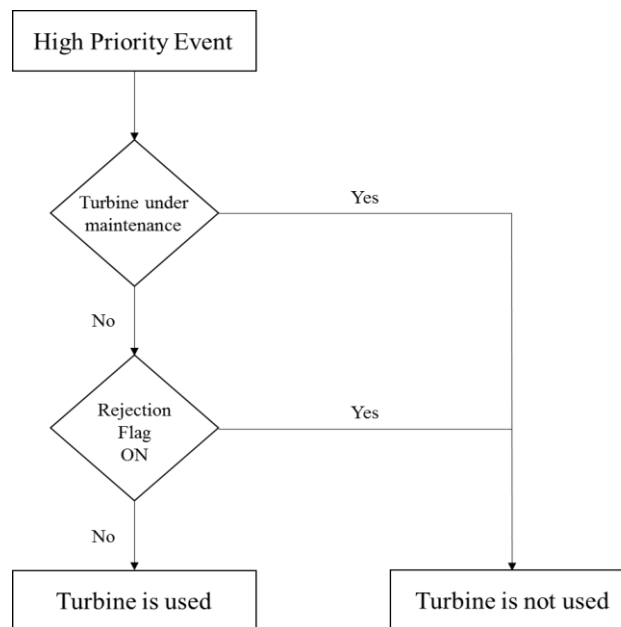 High Priority Event
Turbine under
maintenance
Yes
No
Rejection
Flag
ON
Yes
No
Turbine is used
Turbine is not used